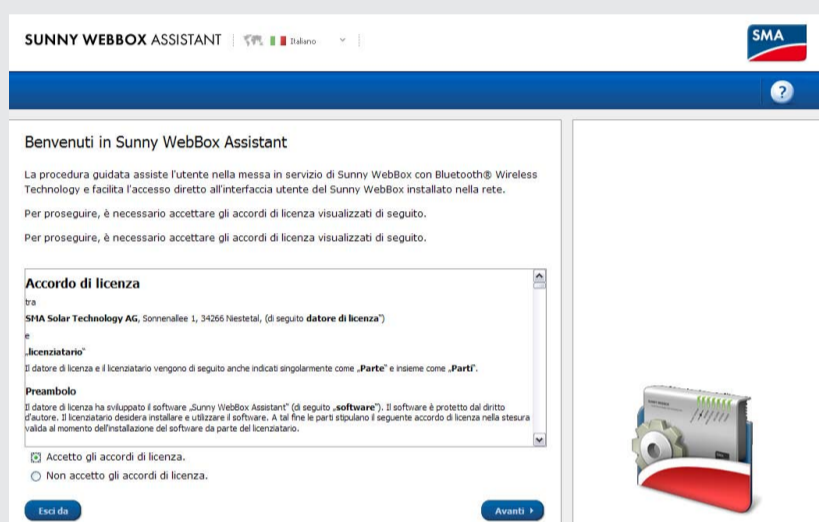 SUNNY WEBBOX ASSISTANT
Italiano
SMA
?
Benvenuti in Sunny WebBox Assistant
La procedura guidata assiste l'utente nella messa in servizio di Sunny WebBox con Bluetooth® Wireless
Technology e facilita l'accesso diretto all'interfaccia utente del Sunny WebBox installato nella rete.
Per proseguire, è necessario accettare gli accordi di licenza visualizzati di seguito.
Per proseguire, è necessario accettare gli accordi di licenza visualizzati di seguito.
Accordo di licenza
tra
SMA Solar Technology AG, Sonnenallee 1, 34266 Niestetal, (di seguito datore di licenza")
e
„licenziatario"
Il datore di licenza e il licenziatario vengono di seguito anche indicati singolarmente come „Parte" e insieme come „Parti".
Preambolo
Il datore di licenza ha sviluppato il software „Sunny WebBox Assistant" (di seguito „software"). Il software è protetto dal diritto
d'autore. Il licenziatario desidera installare e utilizzare il software. A tal fine le parti stipulano il seguente accordo di licenza nella stesura
valida al momento dell'installazione del software da parte del licenziatario.
Accetto gli accordi di licenza.
Non accetto gli accordi di licenza.
Esci da
Avanti